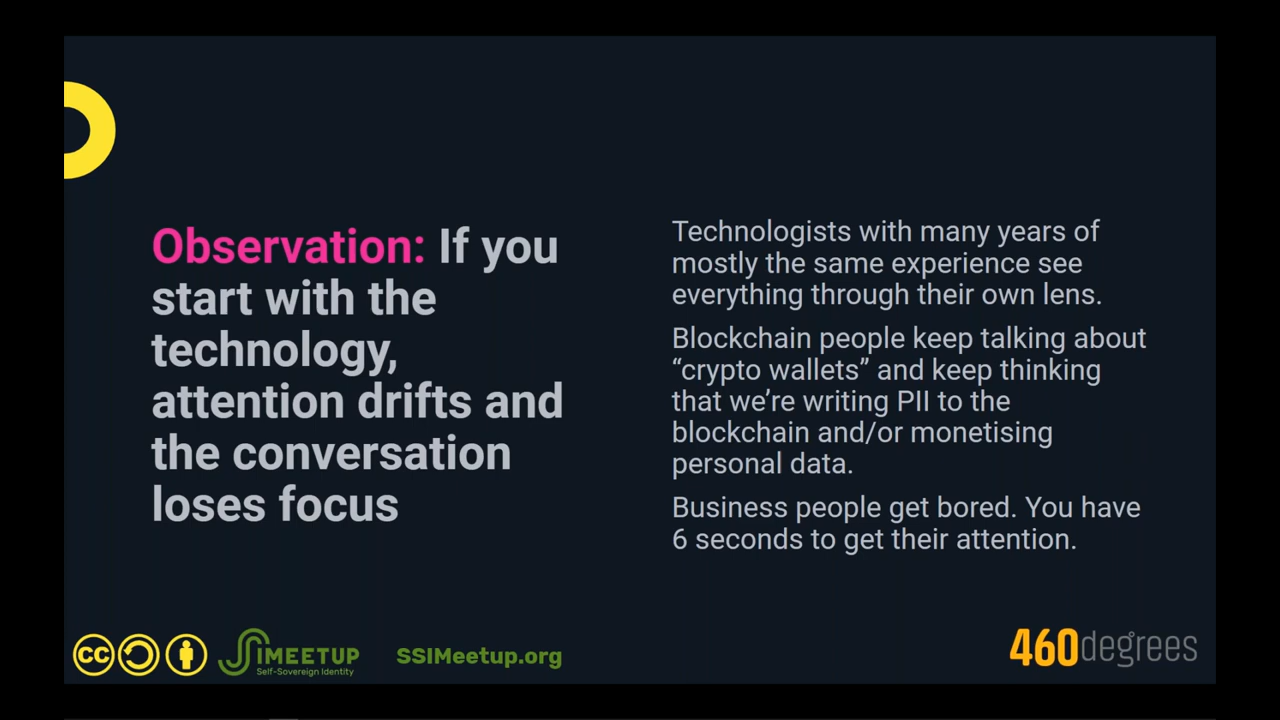 Observation: If you
start with the
technology,
attention drifts and
the conversation
loses focus
Technologists with many years of
mostly the same experience see
everything through their own lens.
Blockchain people keep talking about
“crypto wallets” and keep thinking
that we’re writing PII to the
blockchain and/or monetising
personal data.
Business people get bored. You have
6 seconds to get their attention.
CC
SSIMEETUP
Self-Sovereign Identity
SSIMeetup.org
460degrees